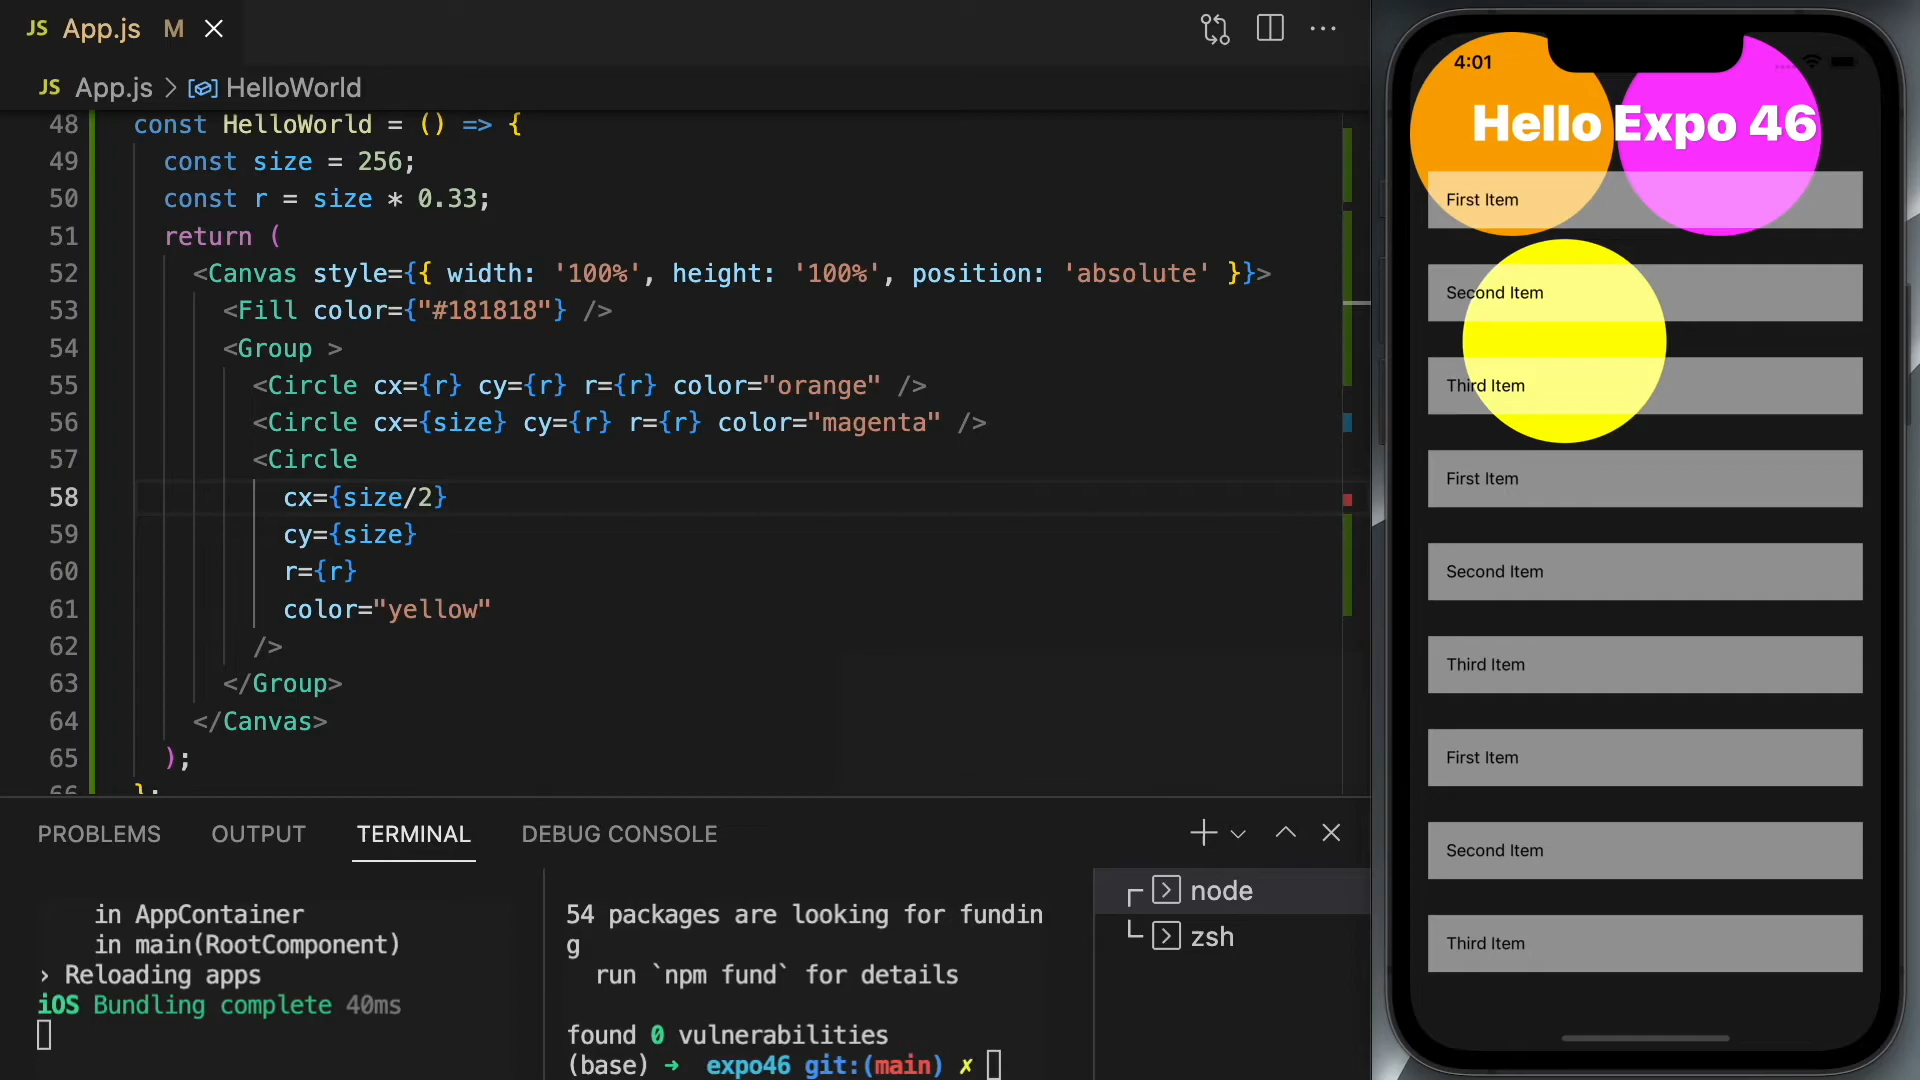 JS App.js M
JS App.js > HelloWorld
48 const HelloWorld = () => {
49 const size = 256;
50 const r = size * 0.33;
51 return (
52 <Canvas style={{ width: '100%', height: '100%', position: 'absolute' }}>
53 <Fill color={"#181818"} />
54 <Group >
55 <Circle cx={r} cy={r} r={r} color="orange" />
56 <Circle cx={size} cy={r} r={r} color="magenta" />
57 <Circle
58 cx={size/2}
59 cy={size}
60 r={r}
61 color="yellow"
62 />
63 </Group>
64 </Canvas>
65 );
66 };
PROBLEMS OUTPUT TERMINAL DEBUG CONSOLE
in AppContainer
in main(RootComponent)
› Reloading apps
iOS Bundling complete 40ms
54 packages are looking for fundin
g
run `npm fund` for details
found 0 vulnerabilities
(base) → expo46 git:(main) ✗
node
zsh
4:01
Hello Expo 46
First Item
Second Item
Third Item
First Item
Second Item
Third Item
First Item
Second Item
Third Item